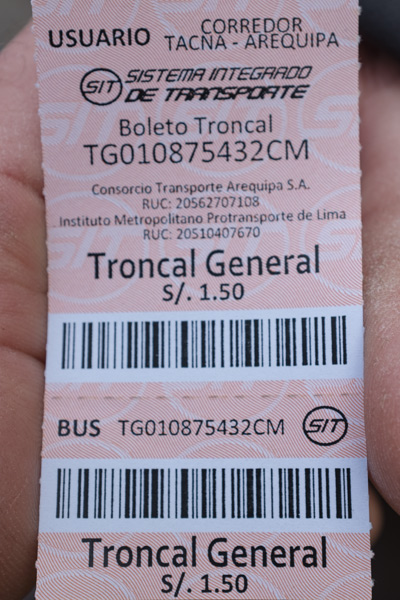 USUARIO CORREDOR
TACNA - AREQUIPA
SIT SISTEMA INTEGRADO
DE TRANSPORTE
Boleto Troncal
TG010875432CM
Consorcio Transporte Arequipa S.A.
RUC: 20562707108
Instituto Metropolitano Protransporte de Lima
RUC: 20510407670
Troncal General
S/. 1.50
BUS TG010875432CM SIT
Troncal General
S/. 1.50